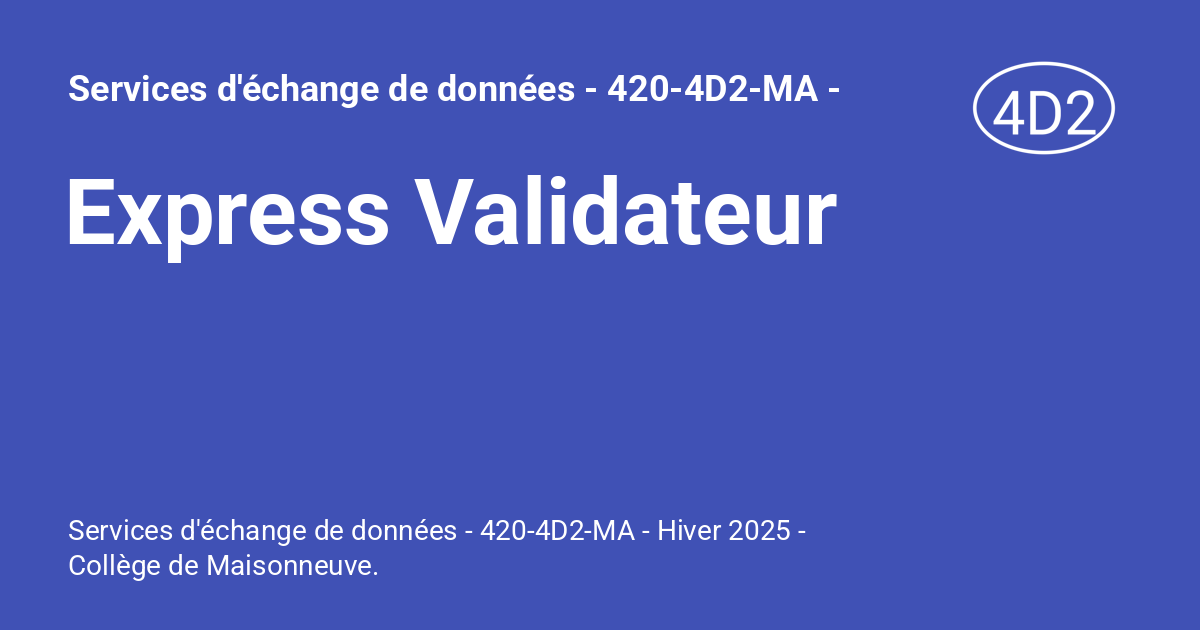 Services d'échange de données - 420-4D2-MA -
4D2
Express Validateur
Services d'échange de données - 420-4D2-MA - Hiver 2025 -
Collège de Maisonneuve.